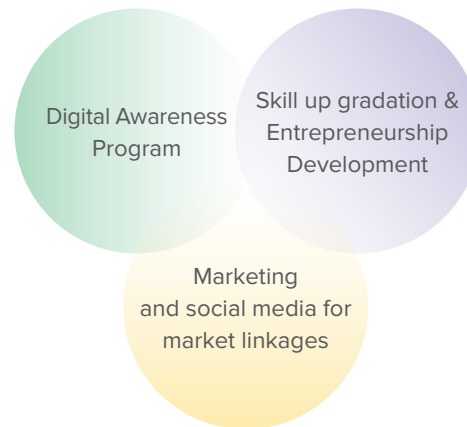 Digital Awareness
Program
Skill up gradation &
Entrepreneurship
Development
Marketing
and social media for
market linkages